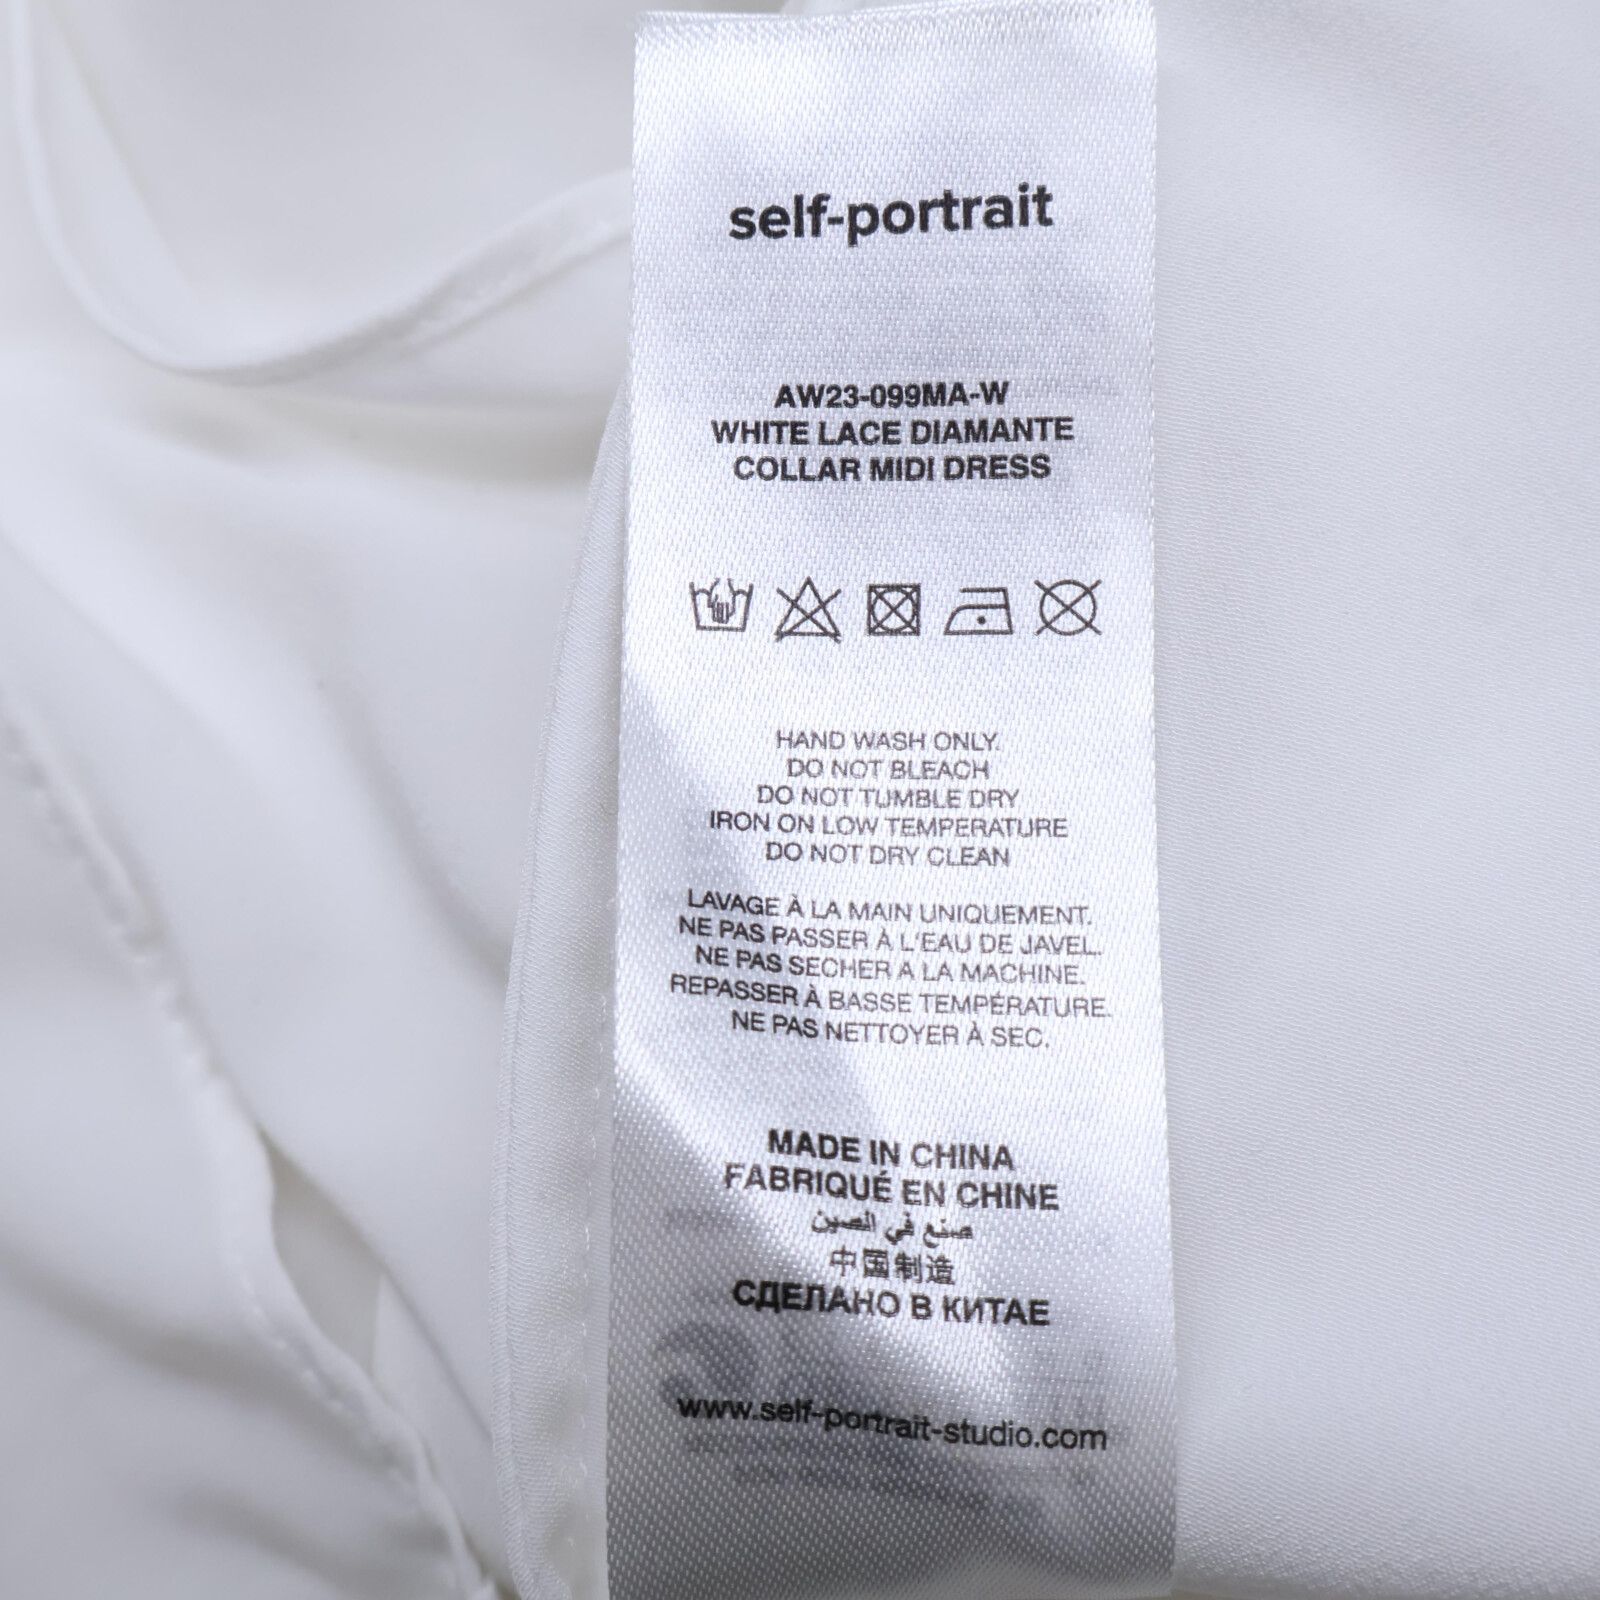 self-portrait
AW23-099MA-W
WHITE LACE DIAMANTE
COLLAR MIDI DRESS
HAND WASH ONLY.
DO NOT BLEACH
DO NOT TUMBLE DRY
IRON ON LOW TEMPERATURE
DO NOT DRY CLEAN
LAVAGE À LA MAIN UNIQUEMENT.
NE PAS PASSER À L'EAU DE JAVEL.
NE PAS SECHER A LA MACHINE.
REPASSER À BASSE TEMPÉRATURE.
NE PAS NETTOYER À SEC.
MADE IN CHINA
FABRIQUÉ EN CHINE
صنع في الصين
中国制造
СДЕЛАНО В КИТАЕ
www.self-portrait-studio.com